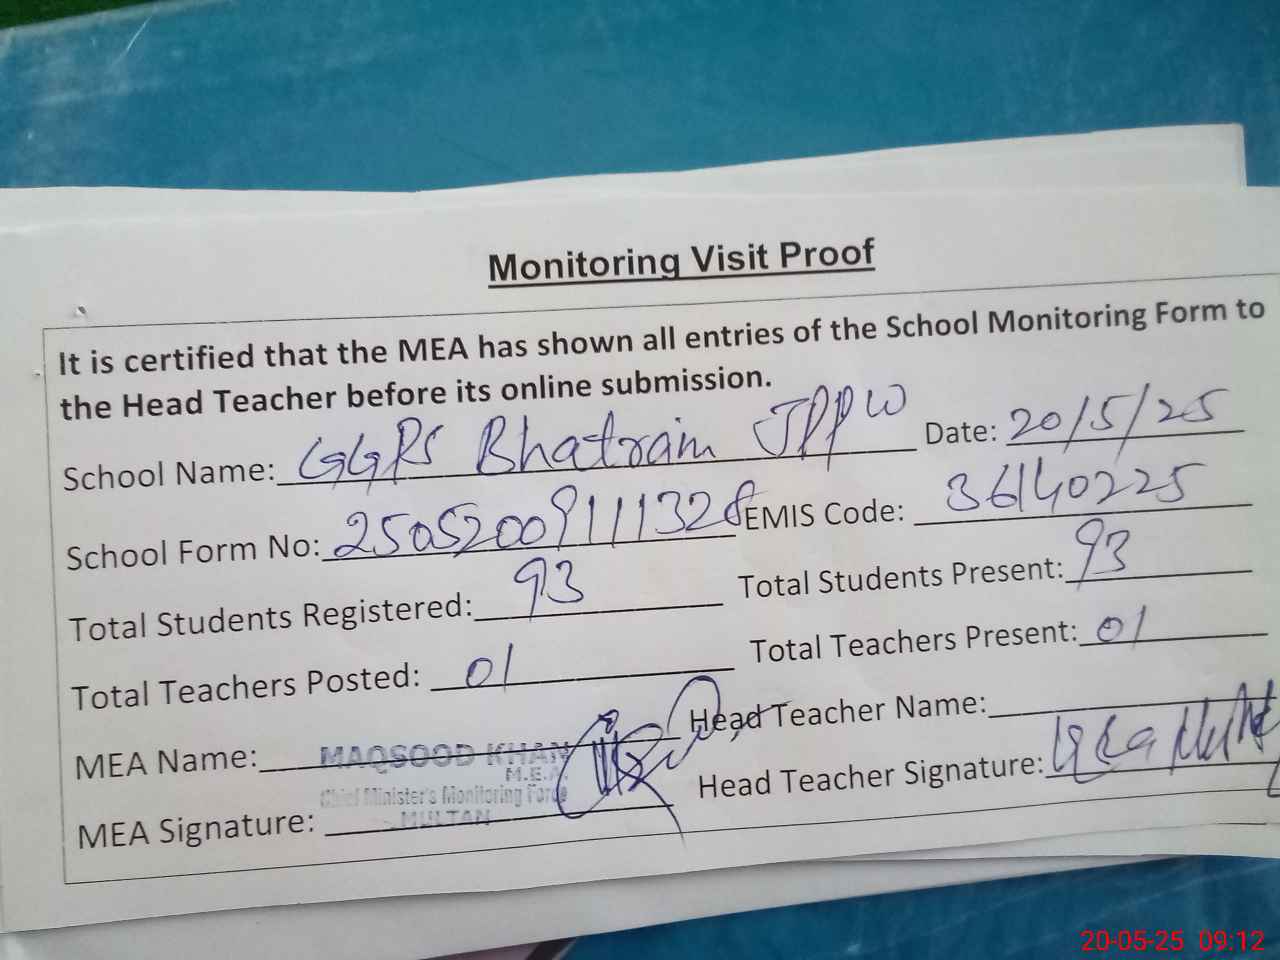 Monitoring Visit Proof
It is certified that the MEA has shown all entries of the School Monitoring Form to
the Head Teacher before its online submission.
School Name: GGPS Bhatrain JPPW Date: 20/5/25
School Form No: 25052009111328 EMIS Code: 36140225
Total Students Registered: 93 Total Students Present: 93
Total Teachers Posted: 01 Total Teachers Present: 01
MEA Name: MAQSOOD KHAN Head Teacher Name:
M.E.A.
Chief Minister's Monitoring Force
MULTAN
MEA Signature: Head Teacher Signature:
20-05-25 09:12